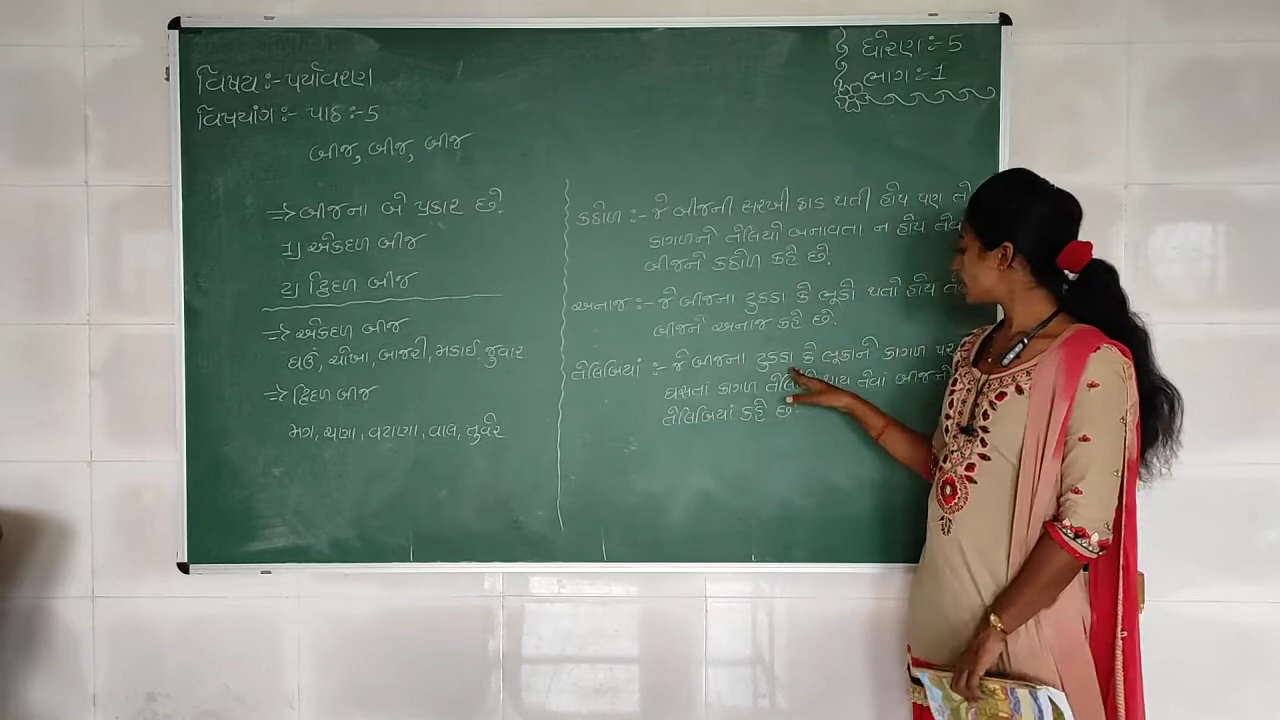 વિષય:- પર્યાવરણ
વિષયાંગ:- પાઠ:-5
બીજ, બીજ, બીજ
=> બીજના બે પ્રકાર છે.
1) એકદળ બીજ
2) દ્વિદળ બીજ
=> એકદળ બીજ
ઘઉં, ચોખા, બાજરી, મકાઈ, જુવાર
=> દ્વિદળ બીજ
મગ, ચણા, વટાણા, વાલ, તુવેર
ધોરણ:-5
ભાગ:-1
કઠોળ :- જે બીજની સરખી ફાડ થતી હોય પણ તે
કાગળને તેલિયો બનાવતા ન હોય તેવા
બીજને કઠોળ કહે છે.
અનાજ :- જે બીજના ટુકડા કે ભૂકો થતો હોય
બીજને અનાજ કહે છે.
તેલિબિયાં :- જે બીજના ટુકડા કે ભૂકાને કાગળ પર
ઘસતાં કાગળ થાય તેવાં બીજને
તેલિબિયાં કહે છે.